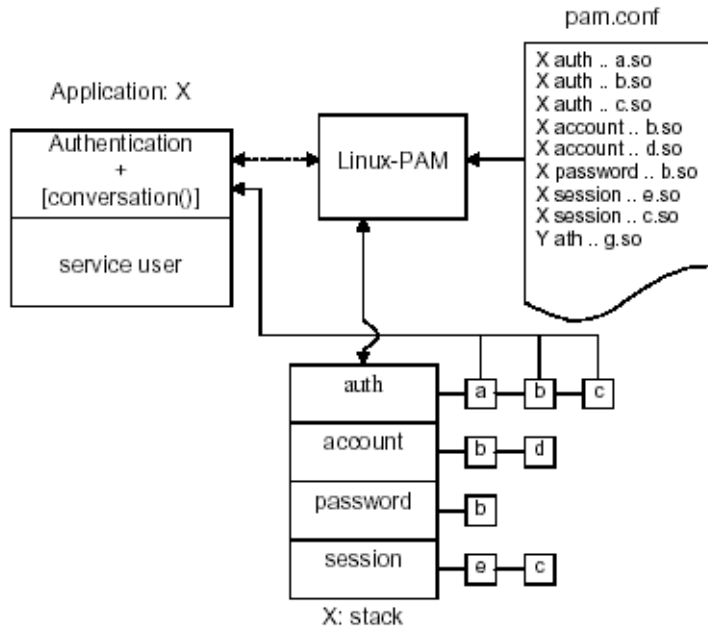 pam.conf
X auth .. a.so
X auth .. b.so
X auth .. c.so
X account .. b.so
X account .. d.so
X password .. b.so
X session .. e.so
X session .. c.so
Y ath .. g.so
Application: X
Authentication
+
[conversation()]
service user
Linux-PAM
auth
a
b
c
account
b
d
password
b
session
e
c
X: stack